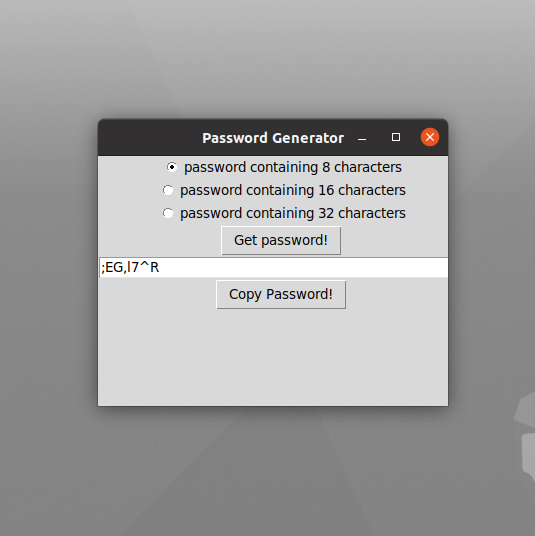 Password Generator
password containing 8 characters
password containing 16 characters
password containing 32 characters
Get password!
;EG,l7^R
Copy Password!